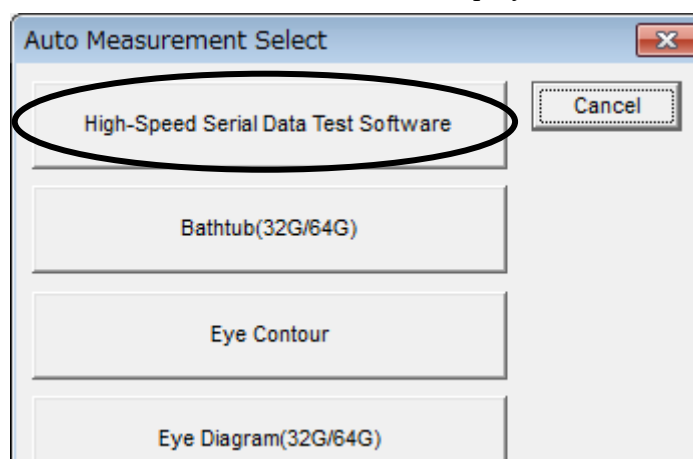 Auto Measurement Select
High-Speed Serial Data Test Software
Cancel
Bathtub(32G/64G)
Eye Contour
Eye Diagram(32G/64G)